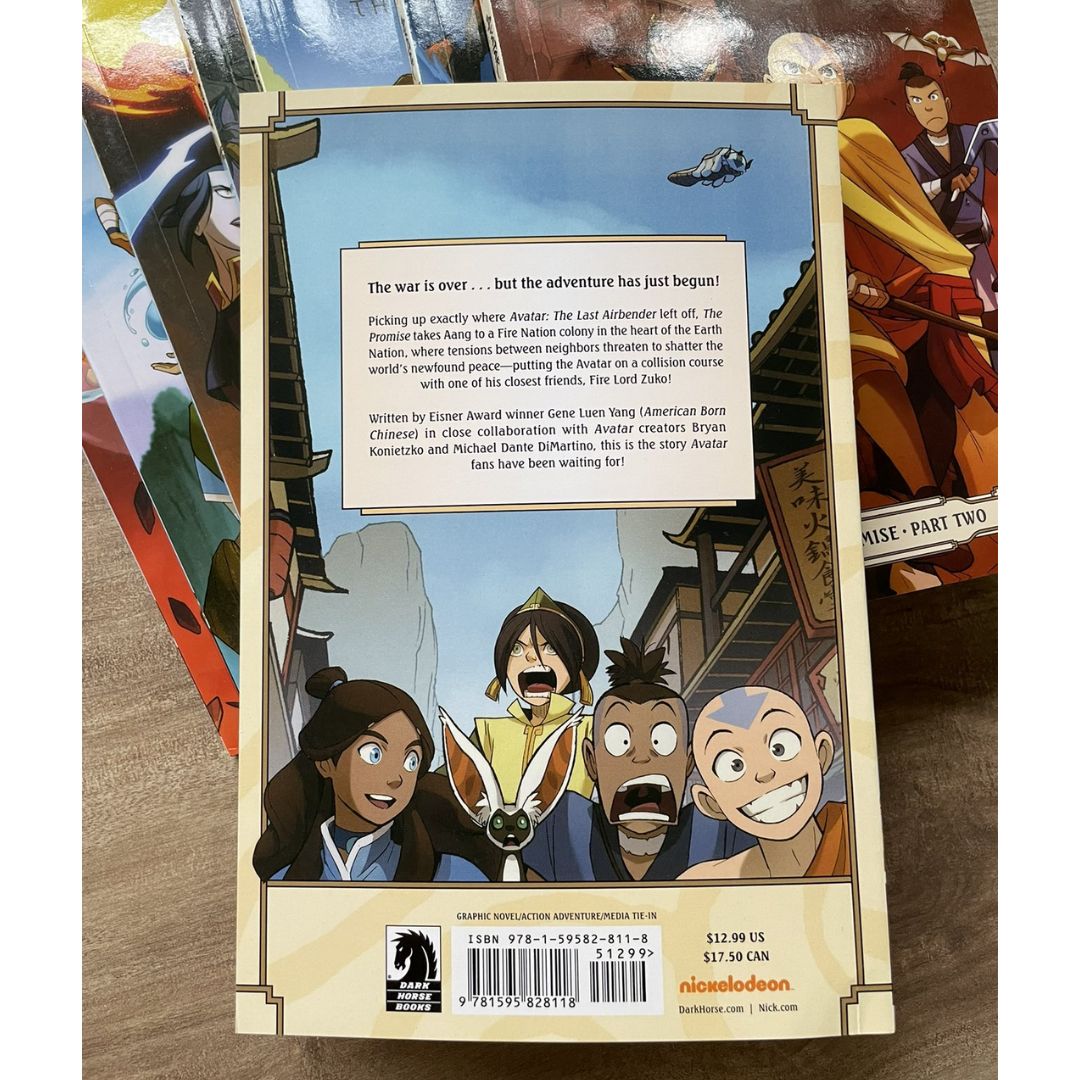 TH
The war is over . . . but the adventure has just begun!
Picking up exactly where Avatar: The Last Airbender left off, The
Promise takes Aang to a Fire Nation colony in the heart of the Earth
Nation, where tensions between neighbors threaten to shatter the
world's newfound peace—putting the Avatar on a collision course
with one of his closest friends, Fire Lord Zuko!
Written by Eisner Award winner Gene Luen Yang (American Born
Chinese) in close collaboration with Avatar creators Bryan
Konietzko and Michael Dante DiMartino, this is the story Avatar
fans have been waiting for!
美味火鍋食堂
MISE · PART TWO
GRAPHIC NOVEL/ACTION ADVENTURE/MEDIA TIE-IN
ISBN 978-1-59582-811-8
51299>
9 781595 828118
DARK
HORSE
BOOKS
$12.99 US
$17.50 CAN
nickelodeon
DarkHorse.com | Nick.com